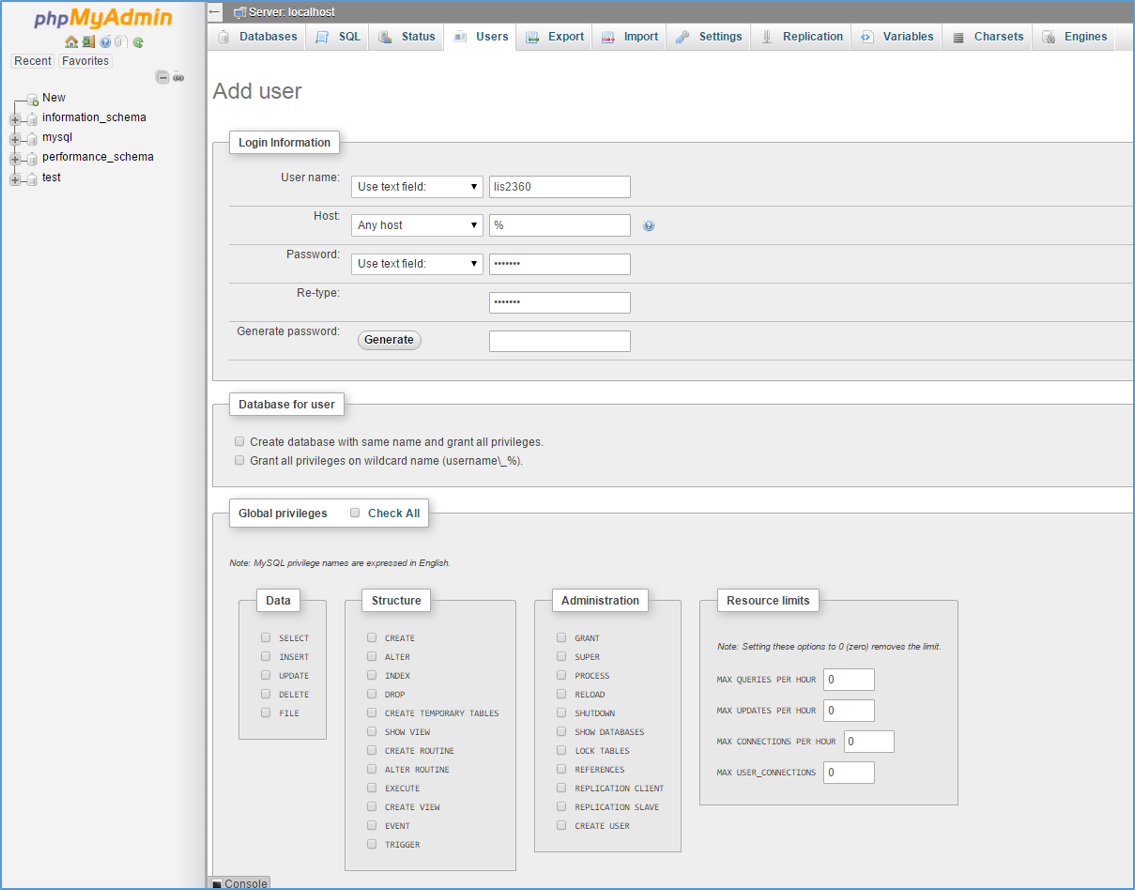 phpMyAdmin
Recent Favorites
New
information_schema
mysql
performance_schema
test
Server: localhost
Databases SQL Status Users Export Import Settings Replication Variables Charsets Engines
Add user
Login Information
User name: Use text field: ▼ lis2360
Host: Any host ▼ %
Password: Use text field: ▼ •••••••
Re-type: •••••••
Generate password: Generate
Database for user
Create database with same name and grant all privileges.
Grant all privileges on wildcard name (username\_%).
Global privileges Check All
Note: MySQL privilege names are expressed in English.
Data
SELECT
INSERT
UPDATE
DELETE
FILE
Structure
CREATE
ALTER
INDEX
DROP
CREATE TEMPORARY TABLES
SHOW VIEW
CREATE ROUTINE
ALTER ROUTINE
EXECUTE
CREATE VIEW
EVENT
TRIGGER
Administration
GRANT
SUPER
PROCESS
RELOAD
SHUTDOWN
SHOW DATABASES
LOCK TABLES
REFERENCES
REPLICATION CLIENT
REPLICATION SLAVE
CREATE USER
Resource limits
Note: Setting these options to 0 (zero) removes the limit.
MAX QUERIES PER HOUR 0
MAX UPDATES PER HOUR 0
MAX CONNECTIONS PER HOUR 0
MAX USER_CONNECTIONS 0
Console